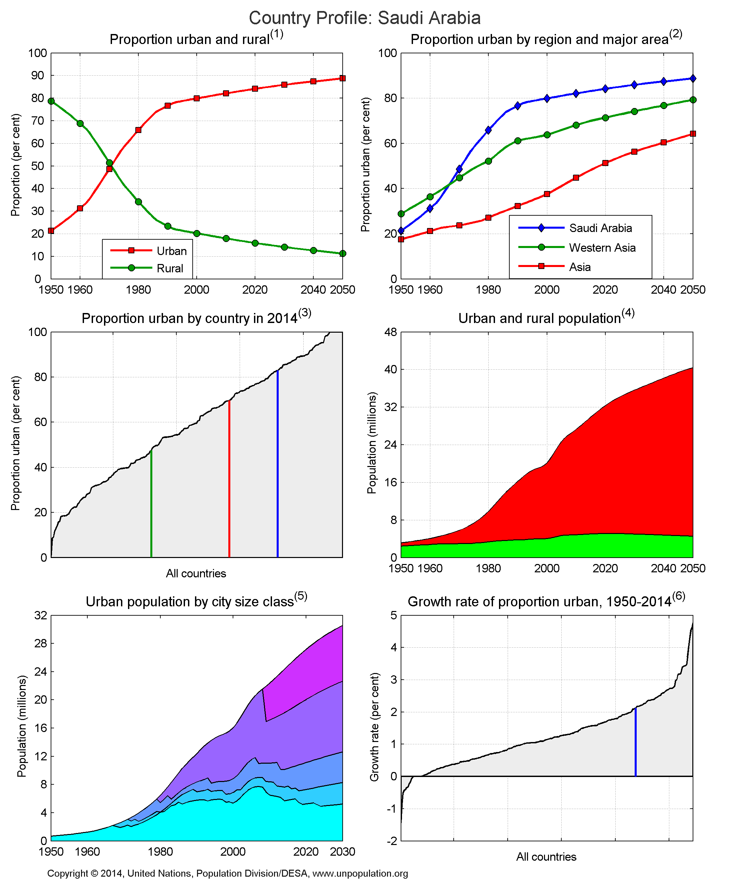 Country Profile: Saudi Arabia
Proportion urban and rural(1)
Proportion (per cent)
100
90
80
70
60
50
40
30
20
10
0
Urban
Rural
1950 1960 1980 2000 2020 2040 2050
Proportion urban by region and major area(2)
Proportion urban (per cent)
100
80
60
40
20
0
Saudi Arabia
Western Asia
Asia
1950 1960 1980 2000 2020 2040 2050
Proportion urban by country in 2014(3)
Proportion urban (per cent)
100
80
60
40
20
0
All countries
Urban and rural population(4)
Population (millions)
48
40
32
24
16
8
0
1950 1960 1980 2000 2020 2040 2050
Urban population by city size class(5)
Population (millions)
32
28
24
20
16
12
8
4
0
1950 1960 1980 2000 2020 2030
Growth rate of proportion urban, 1950-2014(6)
Growth rate (per cent)
5
4
3
2
1
0
-1
-2
All countries
Copyright © 2014, United Nations, Population Division/DESA, www.unpopulation.org